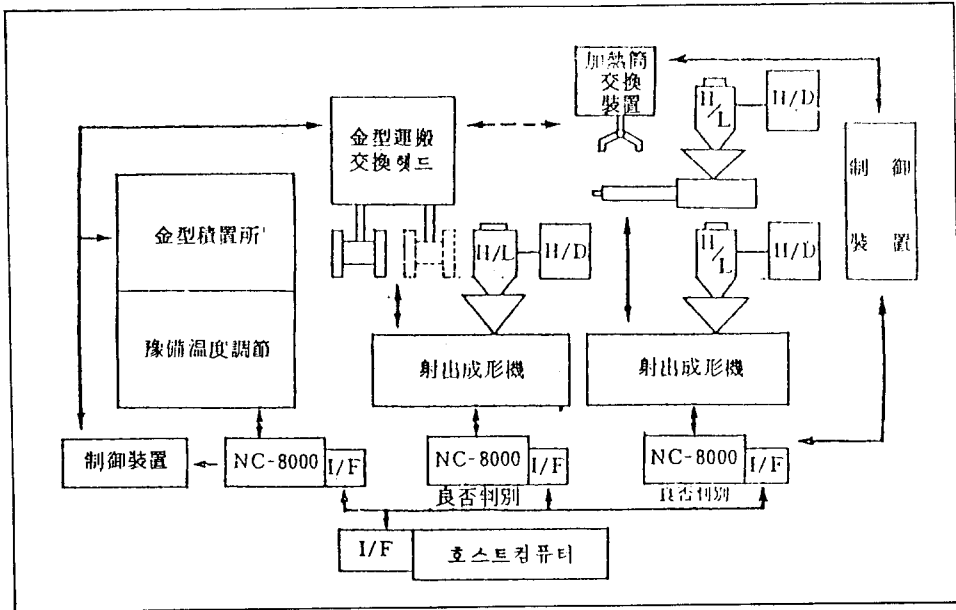 加熱筒
交換
裝置
H/L
H/D
金型運搬
交換헷드
制御
裝置
金型積置所
H/L
H/D
H/L
H/D
豫備温度調節
射出成形機
射出成形機
制御裝置
NC-8000
I/F
NC-8000
I/F
NC-8000
I/F
良否判別
良否判別
I/F
호스트컴퓨터